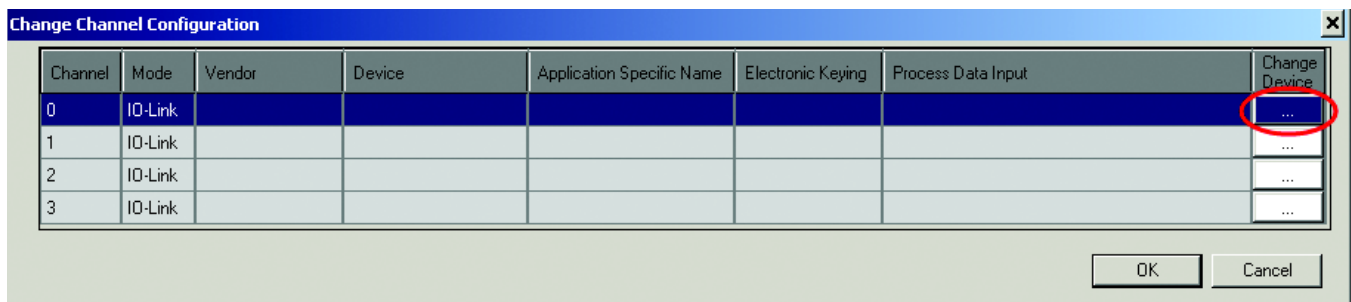 Change Channel Configuration
Channel Mode Vendor Device Application Specific Name Electronic Keying Process Data Input Change Device
0 IO-Link ...
1 IO-Link ...
2 IO-Link ...
3 IO-Link ...
OK Cancel